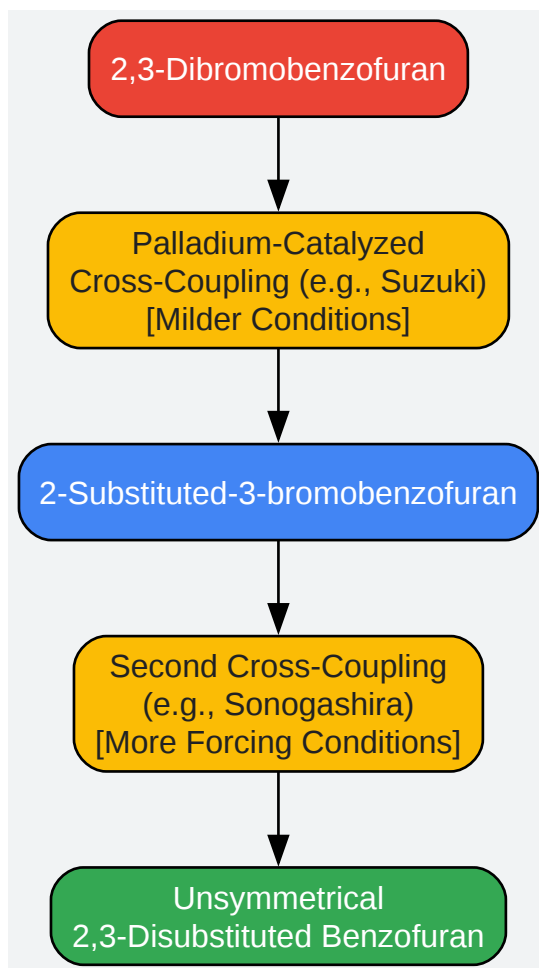 2,3-Dibromobenzofuran
Palladium-Catalyzed
Cross-Coupling (e.g., Suzuki)
[Milder Conditions]
2-Substituted-3-bromobenzofuran
Second Cross-Coupling
(e.g., Sonogashira)
[More Forcing Conditions]
Unsymmetrical
2,3-Disubstituted Benzofuran